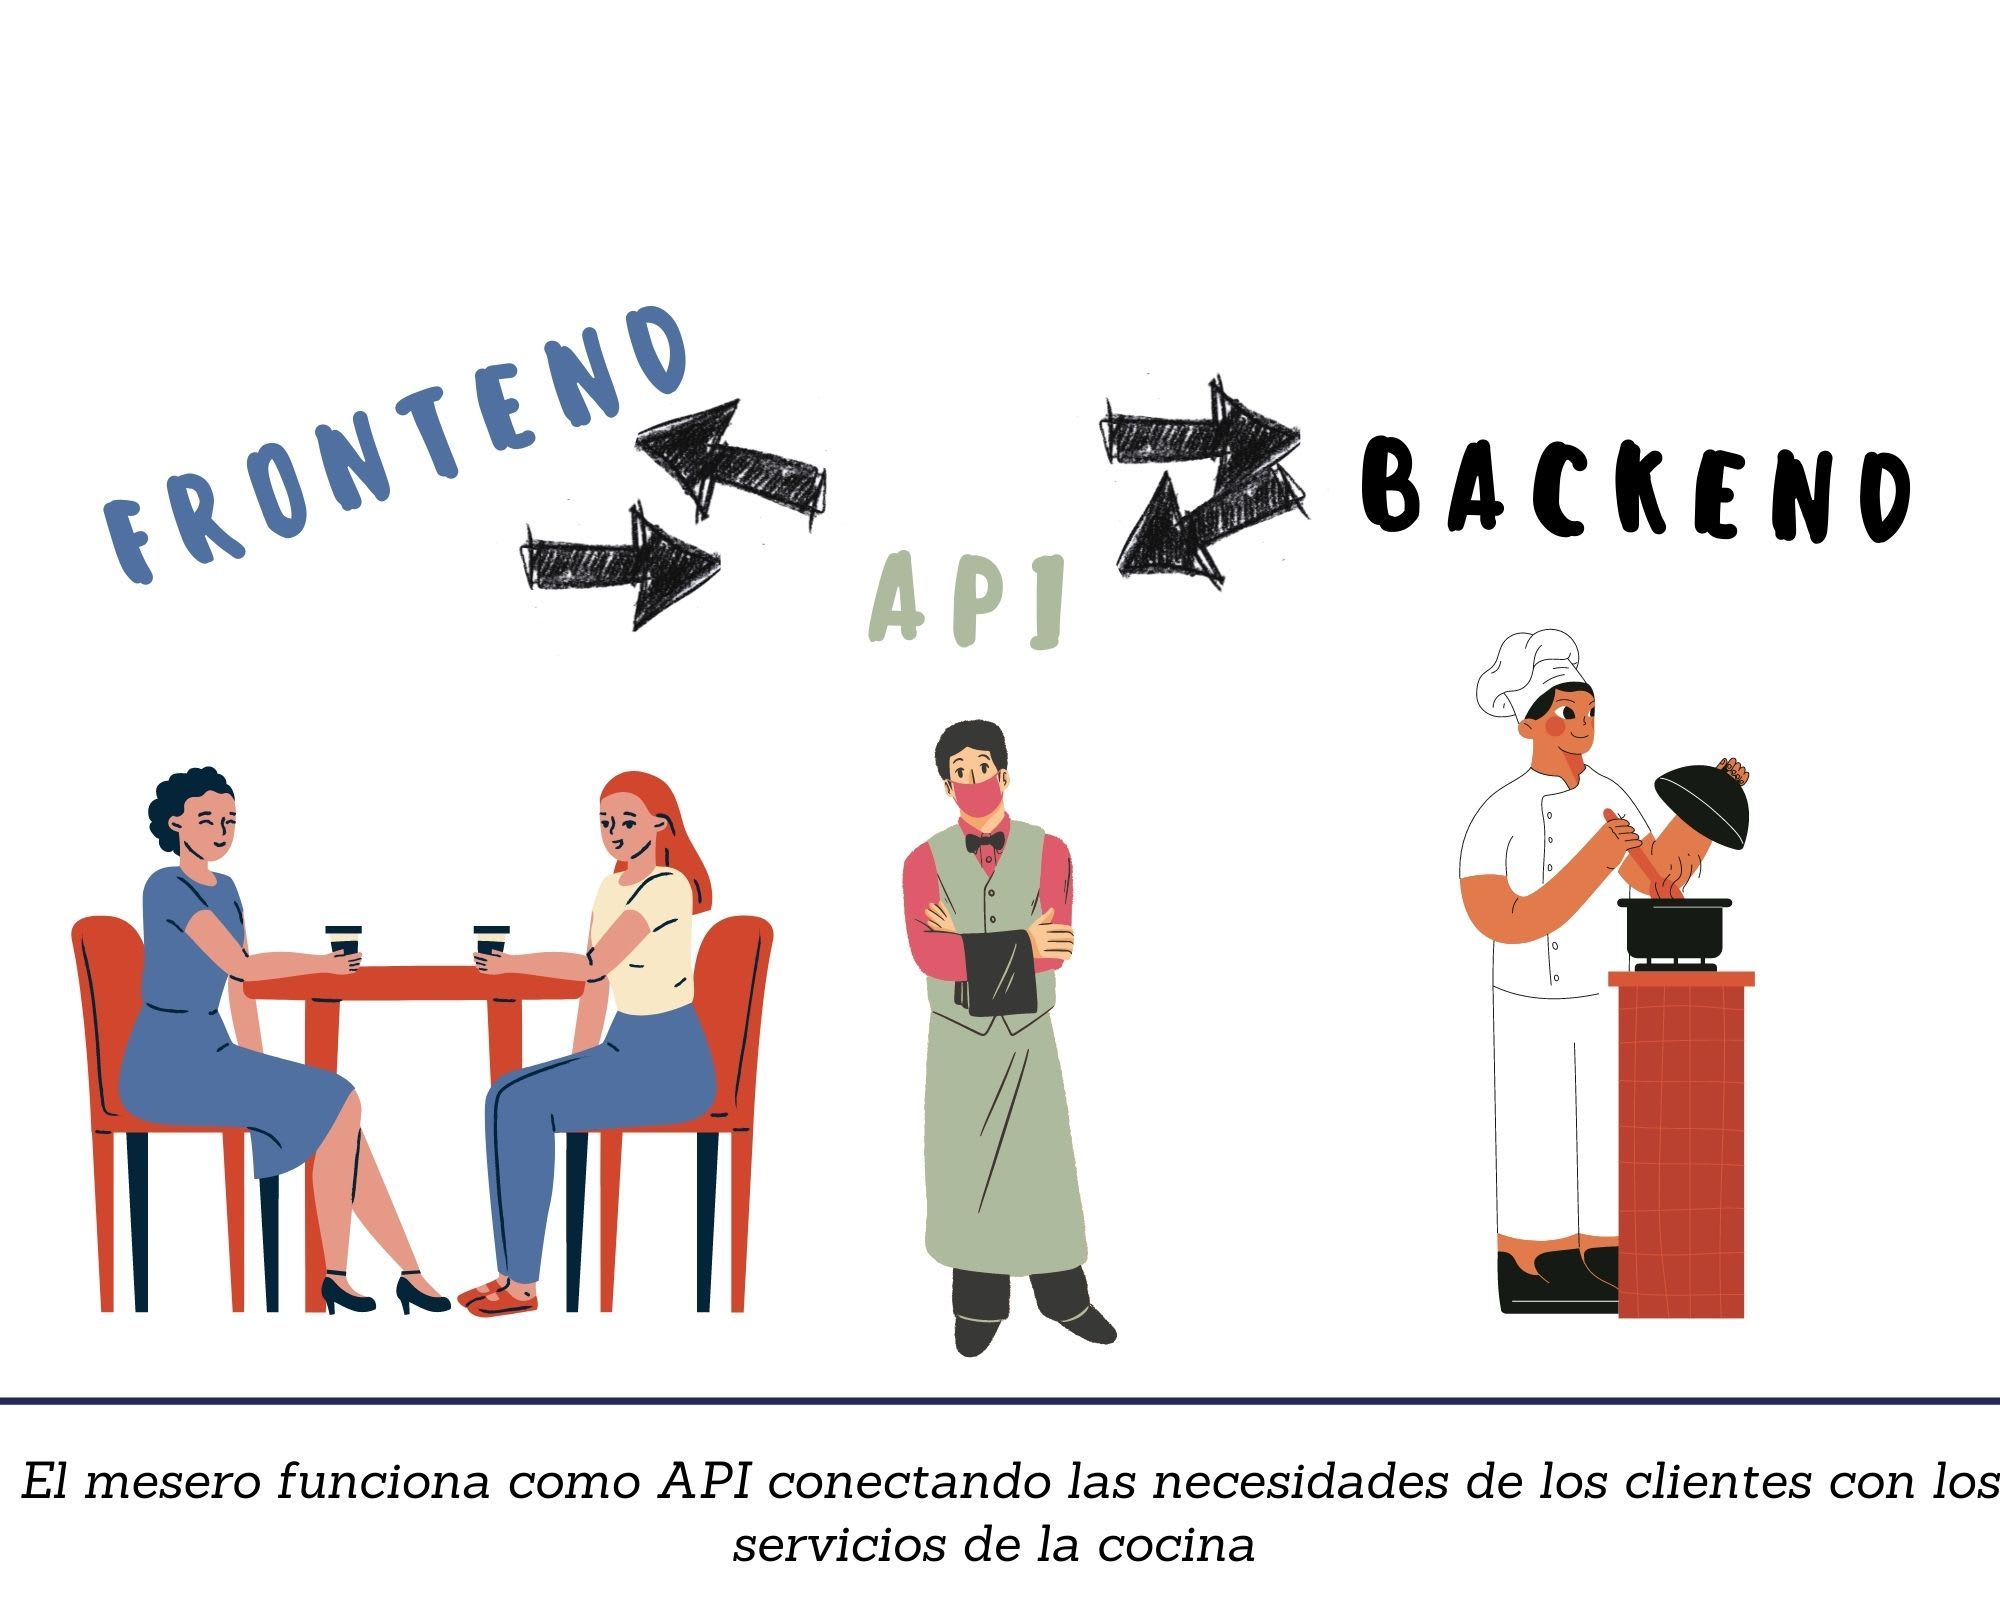 FRONTEND
API
BACKEND
El mesero funciona como API conectando las necesidades de los clientes con los
servicios de la cocina